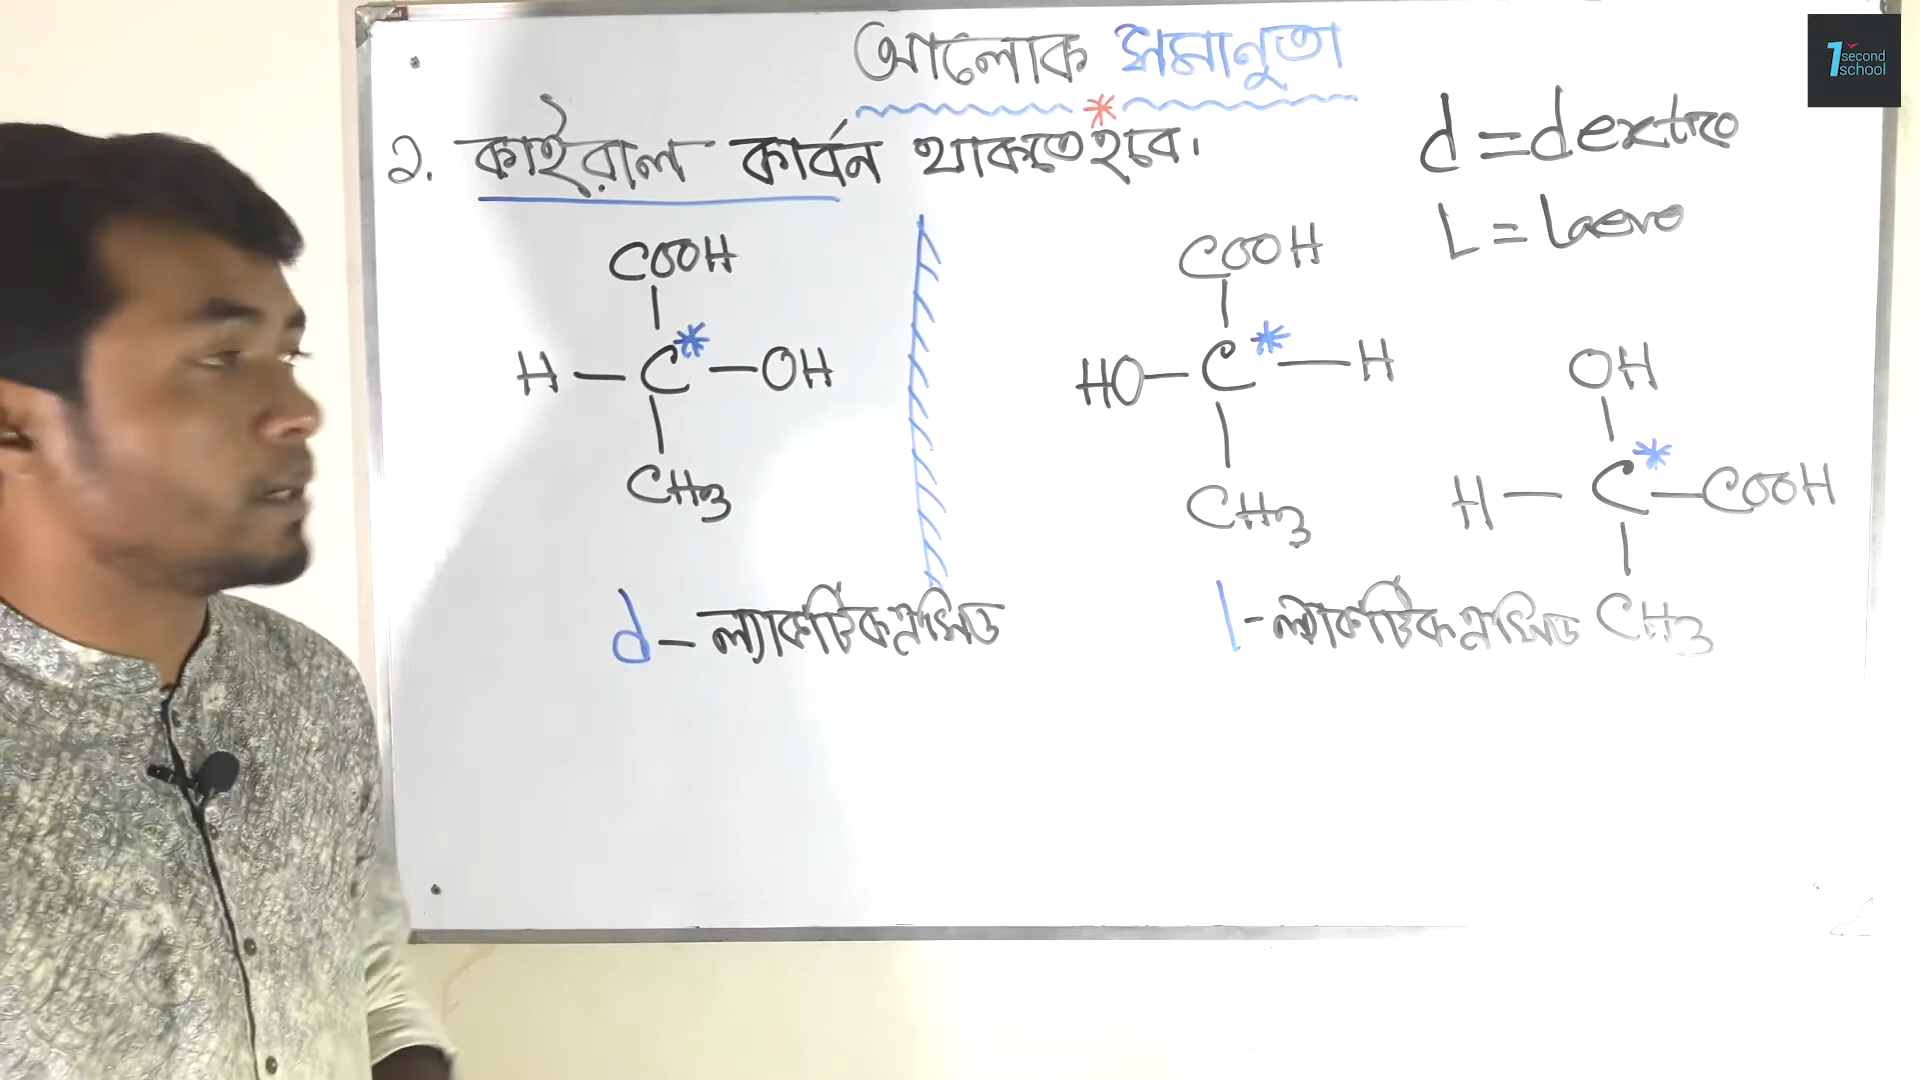 আলোক সমানুতা
*
২. কাইরাল কার্বন থাকতে হবে।
d = dextro
L = laevo
COOH
H — C* — OH
CH3
d – ল্যাকটিক এসিড
COOH
HO — C* — H
CH3
l - ল্যাকটিক এসিড
OH
H — C* — COOH
CH3
1 second school